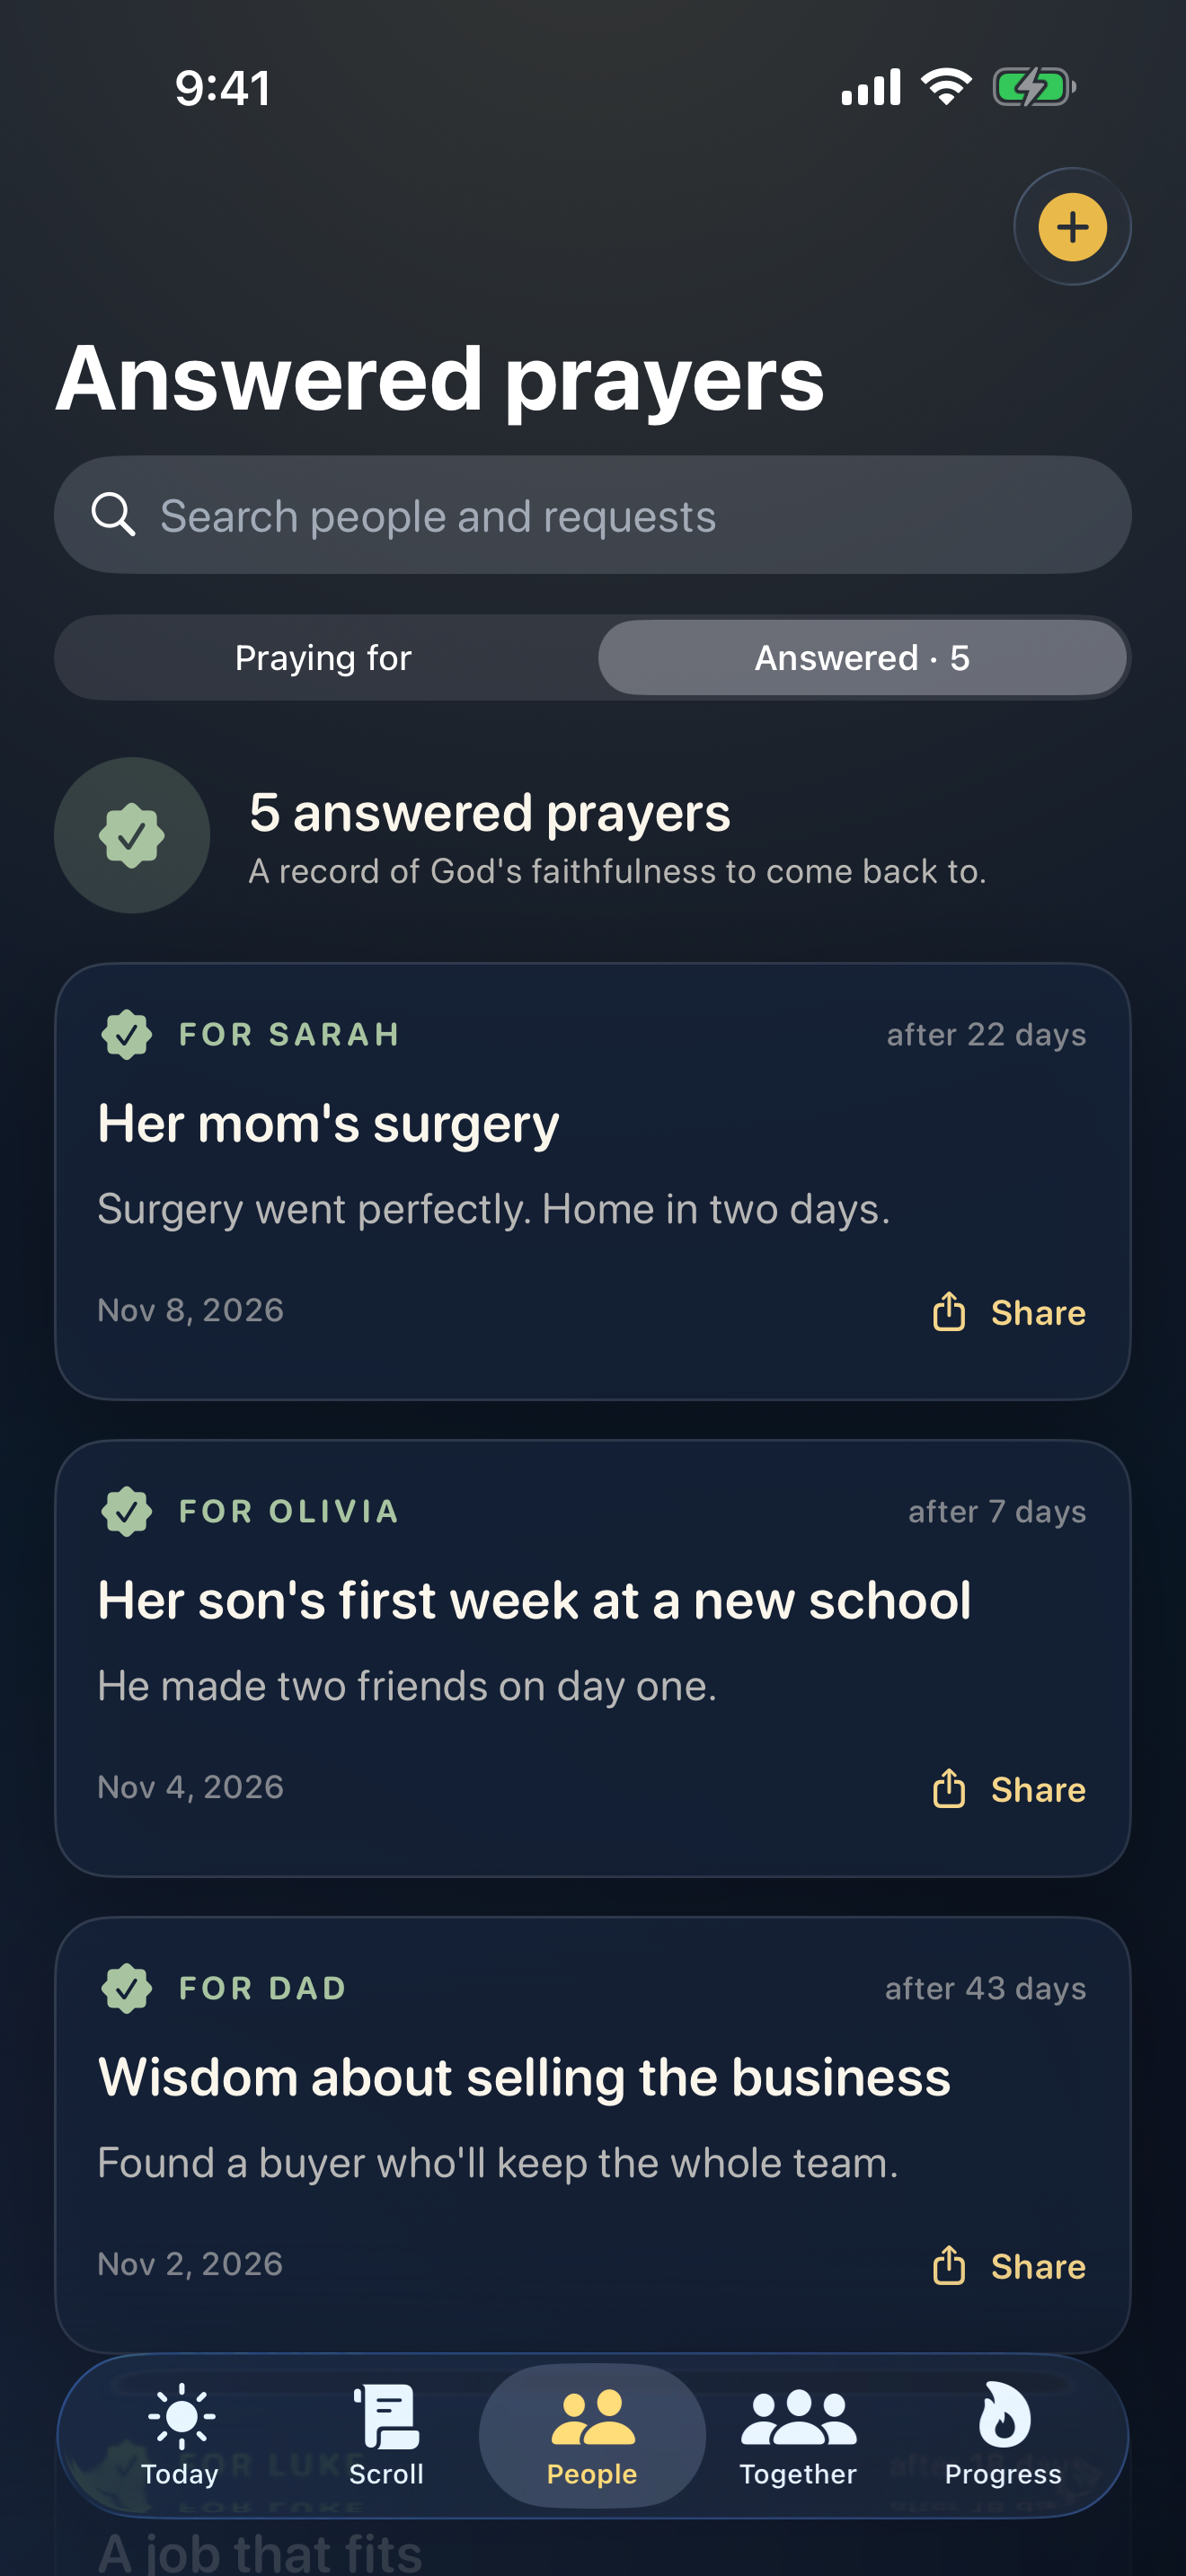 9:41
Answered prayers
Search people and requests
Praying for
Answered · 5
5 answered prayers
A record of God's faithfulness to come back to.
FOR SARAH
after 22 days
Her mom's surgery
Surgery went perfectly. Home in two days.
Nov 8, 2026
Share
FOR OLIVIA
after 7 days
Her son's first week at a new school
He made two friends on day one.
Nov 4, 2026
Share
FOR DAD
after 43 days
Wisdom about selling the business
Found a buyer who'll keep the whole team.
Nov 2, 2026
Share
FOR LUKE
after 18 days
Today
Scroll
People
Together
Progress
A job that fits